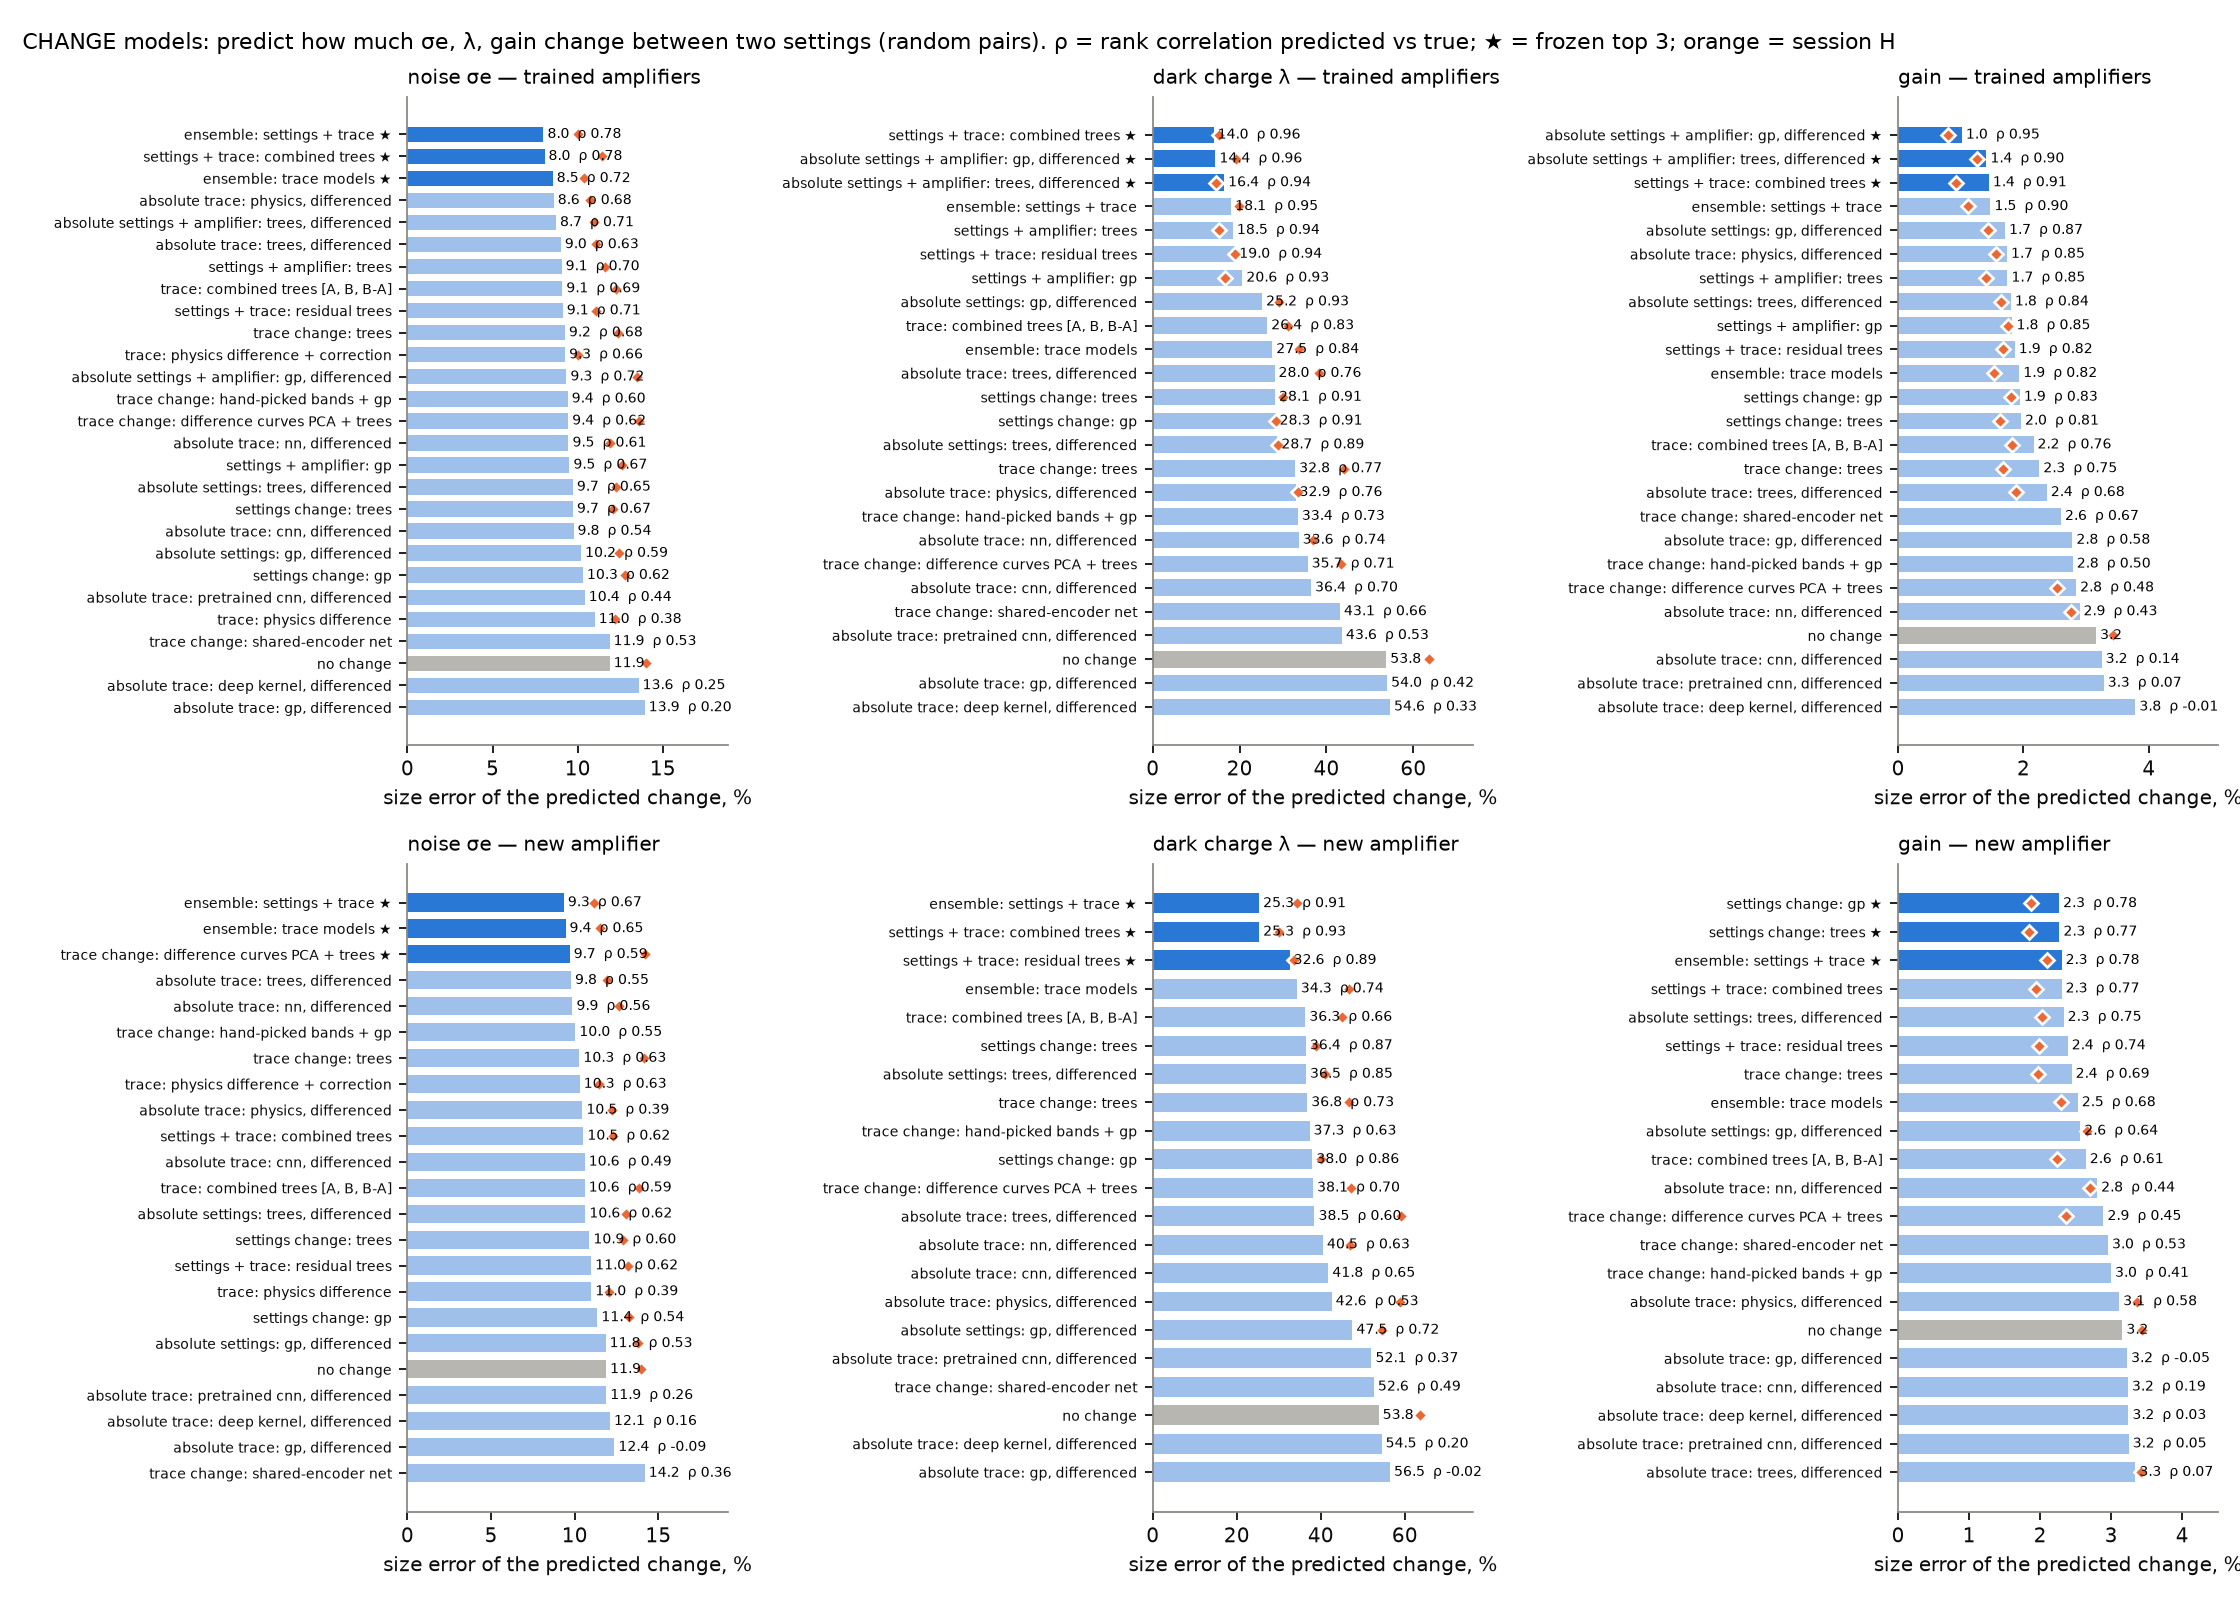 CHANGE models: predict how much σe, λ, gain change between two settings (random pairs). ρ = rank correlation predicted vs true; ★ = frozen top 3; orange = session H
noise σe — trained amplifiers
ensemble: settings + trace ★ 8.0 ρ 0.78
settings + trace: combined trees ★ 8.0 ρ 0.78
ensemble: trace models ★ 8.5 ρ 0.72
absolute trace: physics, differenced 8.6 ρ 0.68
absolute settings + amplifier: trees, differenced 8.7 ρ 0.71
absolute trace: trees, differenced 9.0 ρ 0.63
settings + amplifier: trees 9.1 ρ 0.70
trace: combined trees [A, B, B-A] 9.1 ρ 0.69
settings + trace: residual trees 9.1 ρ 0.71
trace change: trees 9.2 ρ 0.68
trace: physics difference + correction 9.3 ρ 0.66
absolute settings + amplifier: gp, differenced 9.3 ρ 0.72
trace change: hand-picked bands + gp 9.4 ρ 0.60
trace change: difference curves PCA + trees 9.4 ρ 0.62
absolute trace: nn, differenced 9.5 ρ 0.61
settings + amplifier: gp 9.5 ρ 0.67
absolute settings: trees, differenced 9.7 ρ 0.65
settings change: trees 9.7 ρ 0.67
absolute trace: cnn, differenced 9.8 ρ 0.54
absolute settings: gp, differenced 10.2 ρ 0.59
settings change: gp 10.3 ρ 0.62
absolute trace: pretrained cnn, differenced 10.4 ρ 0.44
trace: physics difference 11.0 ρ 0.38
trace change: shared-encoder net 11.9 ρ 0.53
no change 11.9
absolute trace: deep kernel, differenced 13.6 ρ 0.25
absolute trace: gp, differenced 13.9 ρ 0.20
0 5 10 15
size error of the predicted change, %
dark charge λ — trained amplifiers
settings + trace: combined trees ★ 14.0 ρ 0.96
absolute settings + amplifier: gp, differenced ★ 14.4 ρ 0.96
absolute settings + amplifier: trees, differenced ★ 16.4 ρ 0.94
ensemble: settings + trace 18.1 ρ 0.95
settings + amplifier: trees 18.5 ρ 0.94
settings + trace: residual trees 19.0 ρ 0.94
settings + amplifier: gp 20.6 ρ 0.93
absolute settings: gp, differenced 25.2 ρ 0.93
trace: combined trees [A, B, B-A] 26.4 ρ 0.83
ensemble: trace models 27.5 ρ 0.84
absolute trace: trees, differenced 28.0 ρ 0.76
settings change: trees 28.1 ρ 0.91
settings change: gp 28.3 ρ 0.91
absolute settings: trees, differenced 28.7 ρ 0.89
trace change: trees 32.8 ρ 0.77
absolute trace: physics, differenced 32.9 ρ 0.76
trace change: hand-picked bands + gp 33.4 ρ 0.73
absolute trace: nn, differenced 33.6 ρ 0.74
trace change: difference curves PCA + trees 35.7 ρ 0.71
absolute trace: cnn, differenced 36.4 ρ 0.70
trace change: shared-encoder net 43.1 ρ 0.66
absolute trace: pretrained cnn, differenced 43.6 ρ 0.53
no change 53.8
absolute trace: gp, differenced 54.0 ρ 0.42
absolute trace: deep kernel, differenced 54.6 ρ 0.33
0 20 40 60
size error of the predicted change, %
gain — trained amplifiers
absolute settings + amplifier: gp, differenced ★ 1.0 ρ 0.95
absolute settings + amplifier: trees, differenced ★ 1.4 ρ 0.90
settings + trace: combined trees ★ 1.4 ρ 0.91
ensemble: settings + trace 1.5 ρ 0.90
absolute settings: gp, differenced 1.7 ρ 0.87
absolute trace: physics, differenced 1.7 ρ 0.85
settings + amplifier: trees 1.7 ρ 0.85
absolute settings: trees, differenced 1.8 ρ 0.84
settings + amplifier: gp 1.8 ρ 0.85
settings + trace: residual trees 1.9 ρ 0.82
ensemble: trace models 1.9 ρ 0.82
settings change: gp 1.9 ρ 0.83
settings change: trees 2.0 ρ 0.81
trace: combined trees [A, B, B-A] 2.2 ρ 0.76
trace change: trees 2.3 ρ 0.75
absolute trace: trees, differenced 2.4 ρ 0.68
trace change: shared-encoder net 2.6 ρ 0.67
absolute trace: gp, differenced 2.8 ρ 0.58
trace change: hand-picked bands + gp 2.8 ρ 0.50
trace change: difference curves PCA + trees 2.8 ρ 0.48
absolute trace: nn, differenced 2.9 ρ 0.43
no change 3.2
absolute trace: cnn, differenced 3.2 ρ 0.14
absolute trace: pretrained cnn, differenced 3.3 ρ 0.07
absolute trace: deep kernel, differenced 3.8 ρ -0.01
0 2 4
size error of the predicted change, %
noise σe — new amplifier
ensemble: settings + trace ★ 9.3 ρ 0.67
ensemble: trace models ★ 9.4 ρ 0.65
trace change: difference curves PCA + trees ★ 9.7 ρ 0.59
absolute trace: trees, differenced 9.8 ρ 0.55
absolute trace: nn, differenced 9.9 ρ 0.56
trace change: hand-picked bands + gp 10.0 ρ 0.55
trace change: trees 10.3 ρ 0.63
trace: physics difference + correction 10.3 ρ 0.63
absolute trace: physics, differenced 10.5 ρ 0.39
settings + trace: combined trees 10.5 ρ 0.62
absolute trace: cnn, differenced 10.6 ρ 0.49
trace: combined trees [A, B, B-A] 10.6 ρ 0.59
absolute settings: trees, differenced 10.6 ρ 0.62
settings change: trees 10.9 ρ 0.60
settings + trace: residual trees 11.0 ρ 0.62
trace: physics difference 11.0 ρ 0.39
settings change: gp 11.4 ρ 0.54
absolute settings: gp, differenced 11.8 ρ 0.53
no change 11.9
absolute trace: pretrained cnn, differenced 11.9 ρ 0.26
absolute trace: deep kernel, differenced 12.1 ρ 0.16
absolute trace: gp, differenced 12.4 ρ -0.09
trace change: shared-encoder net 14.2 ρ 0.36
0 5 10 15
size error of the predicted change, %
dark charge λ — new amplifier
ensemble: settings + trace ★ 25.3 ρ 0.91
settings + trace: combined trees ★ 25.3 ρ 0.93
settings + trace: residual trees ★ 32.6 ρ 0.89
ensemble: trace models 34.3 ρ 0.74
trace: combined trees [A, B, B-A] 36.3 ρ 0.66
settings change: trees 36.4 ρ 0.87
absolute settings: trees, differenced 36.5 ρ 0.85
trace change: trees 36.8 ρ 0.73
trace change: hand-picked bands + gp 37.3 ρ 0.63
settings change: gp 38.0 ρ 0.86
trace change: difference curves PCA + trees 38.1 ρ 0.70
absolute trace: trees, differenced 38.5 ρ 0.60
absolute trace: nn, differenced 40.5 ρ 0.63
absolute trace: cnn, differenced 41.8 ρ 0.65
absolute trace: physics, differenced 42.6 ρ 0.53
absolute settings: gp, differenced 47.5 ρ 0.72
absolute trace: pretrained cnn, differenced 52.1 ρ 0.37
trace change: shared-encoder net 52.6 ρ 0.49
no change 53.8
absolute trace: deep kernel, differenced 54.5 ρ 0.20
absolute trace: gp, differenced 56.5 ρ -0.02
0 20 40 60
size error of the predicted change, %
gain — new amplifier
settings change: gp ★ 2.3 ρ 0.78
settings change: trees ★ 2.3 ρ 0.77
ensemble: settings + trace ★ 2.3 ρ 0.78
settings + trace: combined trees 2.3 ρ 0.77
absolute settings: trees, differenced 2.3 ρ 0.75
settings + trace: residual trees 2.4 ρ 0.74
trace change: trees 2.4 ρ 0.69
ensemble: trace models 2.5 ρ 0.68
absolute settings: gp, differenced 2.6 ρ 0.64
trace: combined trees [A, B, B-A] 2.6 ρ 0.61
absolute trace: nn, differenced 2.8 ρ 0.44
trace change: difference curves PCA + trees 2.9 ρ 0.45
trace change: shared-encoder net 3.0 ρ 0.53
trace change: hand-picked bands + gp 3.0 ρ 0.41
absolute trace: physics, differenced 3.1 ρ 0.58
no change 3.2
absolute trace: gp, differenced 3.2 ρ -0.05
absolute trace: cnn, differenced 3.2 ρ 0.19
absolute trace: deep kernel, differenced 3.2 ρ 0.03
absolute trace: pretrained cnn, differenced 3.2 ρ 0.05
absolute trace: trees, differenced 3.3 ρ 0.07
0 1 2 3 4
size error of the predicted change, %